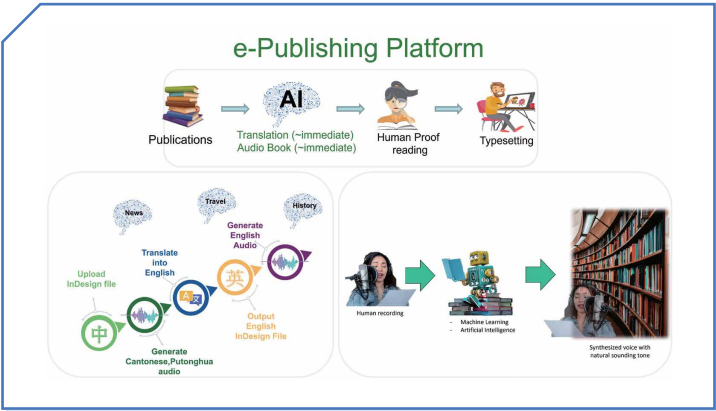 e-Publishing Platform
AI
Publications
Translation (~immediate)
Audio Book (~immediate)
Human Proof
reading
Typesetting
News
Travel
History
Upload
InDesign file
中
Generate
Cantonese,Putonghua
audio
Translate
into
English
A 文
Output
English
InDesign File
英
Generate
English
Audio
Human recording
- Machine Learning
- Artificial Intelligence
Synthesized voice with
natural sounding tone